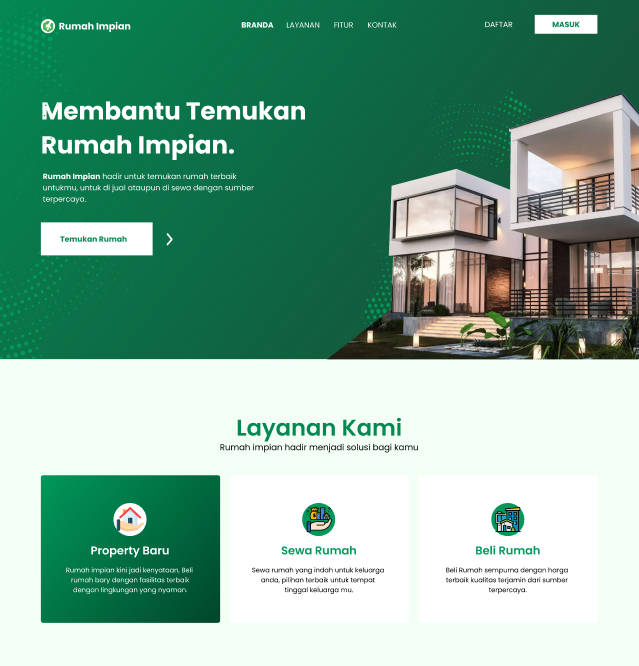 Rumah Impian
BRANDA LAYANAN FITUR KONTAK
DAFTAR MASUK
Membantu Temukan
Rumah Impian.
Rumah Impian hadir untuk temukan rumah terbaik
untukmu, untuk di jual ataupun di sewa dengan sumber
terpercaya.
Temukan Rumah
Layanan Kami
Rumah impian hadir menjadi solusi bagi kamu
Property Baru
Rumah impian kini jadi kenyataan, Beli
rumah bary dengan fasilitas terbaik
dengan lingkungan yang nyaman.
Sewa Rumah
Sewa rumah yang indah untuk keluarga
anda, pilihan terbaik untuk tempat
tinggal keluarga mu.
Beli Rumah
Beli Rumah sempurna dengan harga
terbaik kualitas terjamin dari sumber
terpercaya.